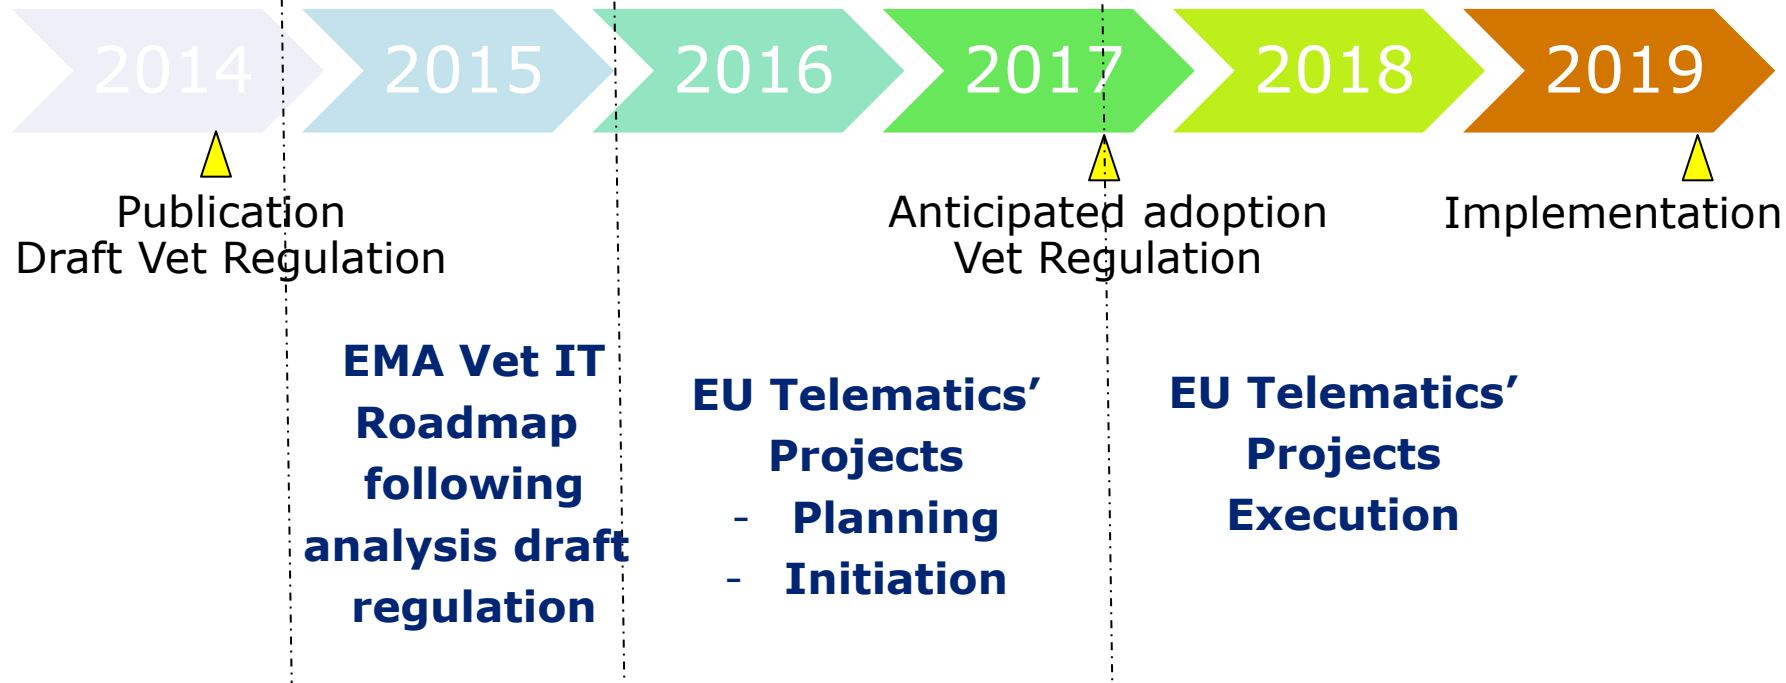 2014 2015 2016 2017 2018 2019
Publication
Draft Vet Regulation
Anticipated adoption
Vet Regulation
Implementation
EMA Vet IT
Roadmap
following
analysis draft
regulation
EU Telematics’
Projects
- Planning
- Initiation
EU Telematics’
Projects
Execution